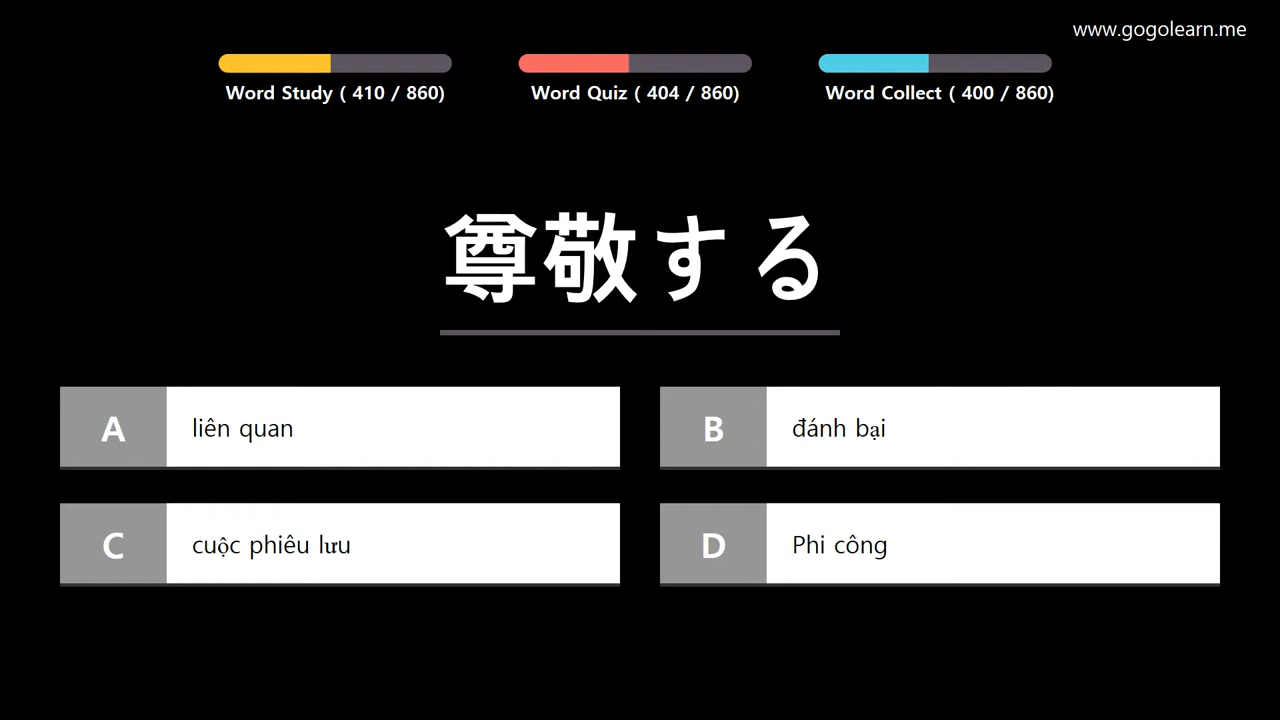 www.gogolearn.me
Word Study ( 410 / 860)
Word Quiz ( 404 / 860)
Word Collect ( 400 / 860)
尊敬する
A liên quan
B đánh bại
C cuộc phiêu lưu
D Phi công